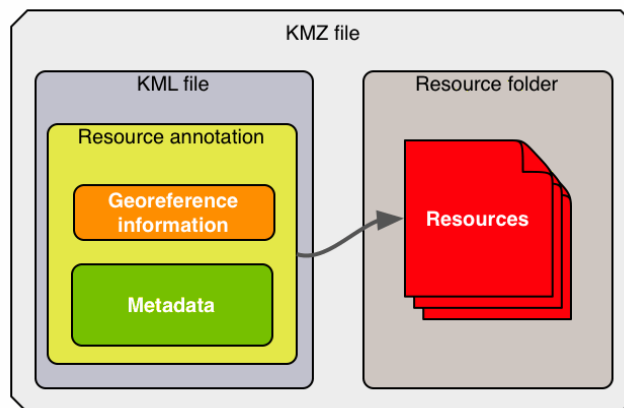 KMZ file
KML file
Resource annotation
Georeference
information
Metadata
Resource folder
Resources